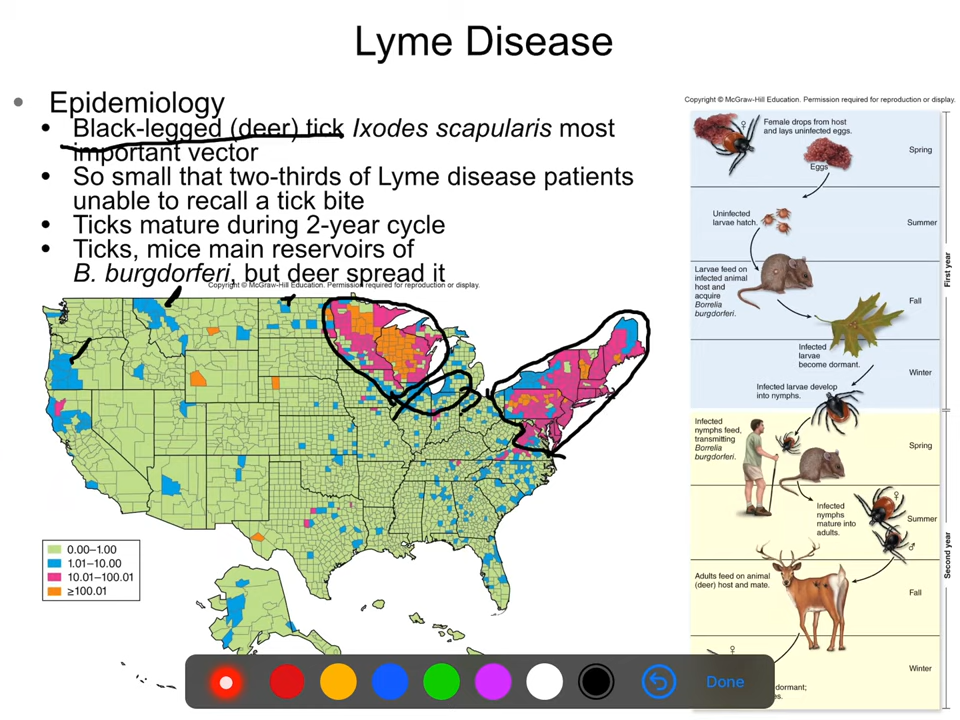 Lyme Disease
• Epidemiology
• Black-legged (deer) tick Ixodes scapularis most
important vector
• So small that two-thirds of Lyme disease patients
unable to recall a tick bite
• Ticks mature during 2-year cycle
• Ticks, mice main reservoirs of
B. burgdorferi, but deer spread it
Copyright © McGraw-Hill Education. Permission required for reproduction or display.
0.00–1.00
1.01–10.00
10.01–100.01
≥100.01
Copyright © McGraw-Hill Education. Permission required for reproduction or display.
♀
Female drops from host
and lays uninfected eggs.
Eggs
Spring
Uninfected
larvae hatch.
Summer
Larvae feed on
infected animal
host and
acquire
Borrelia
burgdorferi.
Fall
Infected
larvae
become dormant.
Winter
Infected larvae develop
into nymphs.
First year
Infected
nymphs feed,
transmitting
Borrelia
burgdorferi.
Spring
Infected
nymphs
mature into
adults.
♀
Summer
♂
Adults feed on animal
(deer) host and mate.
Fall
♀
Winter
dormant;
Second year
Done